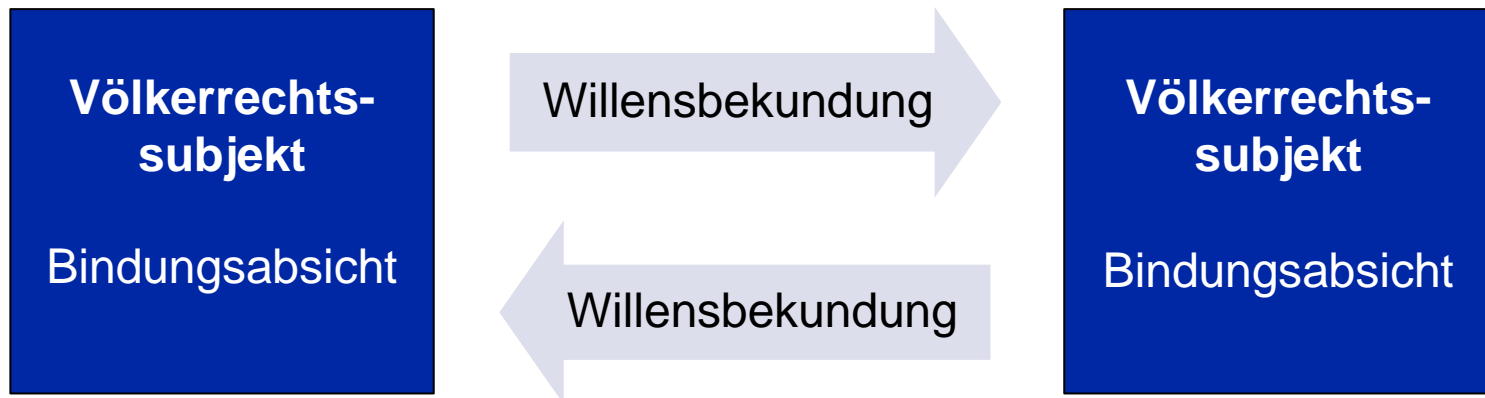 Völkerrechts-
subjekt
Bindungsabsicht
Willensbekundung
Willensbekundung
Völkerrechts-
subjekt
Bindungsabsicht